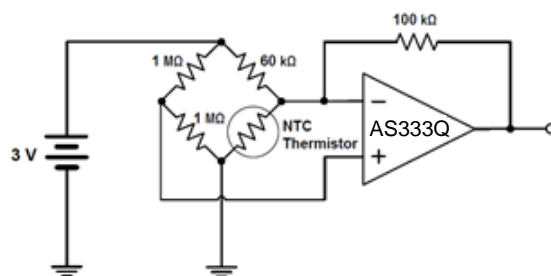 100 kΩ
1 MΩ
60 kΩ
1 MΩ
NTC
Thermistor
−
AS333Q
+
3 V